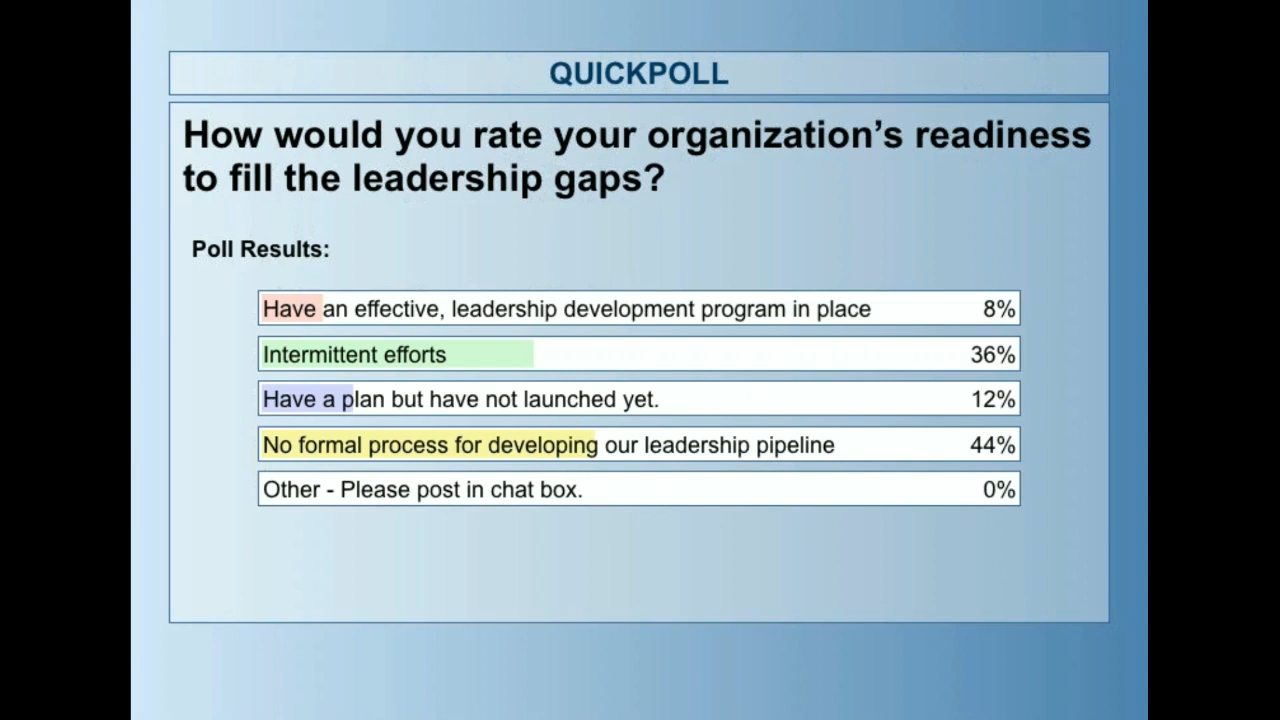 QUICKPOLL
How would you rate your organization's readiness
to fill the leadership gaps?
Poll Results:
Have an effective, leadership development program in place 8%
Intermittent efforts 36%
Have a plan but have not launched yet. 12%
No formal process for developing our leadership pipeline 44%
Other - Please post in chat box. 0%